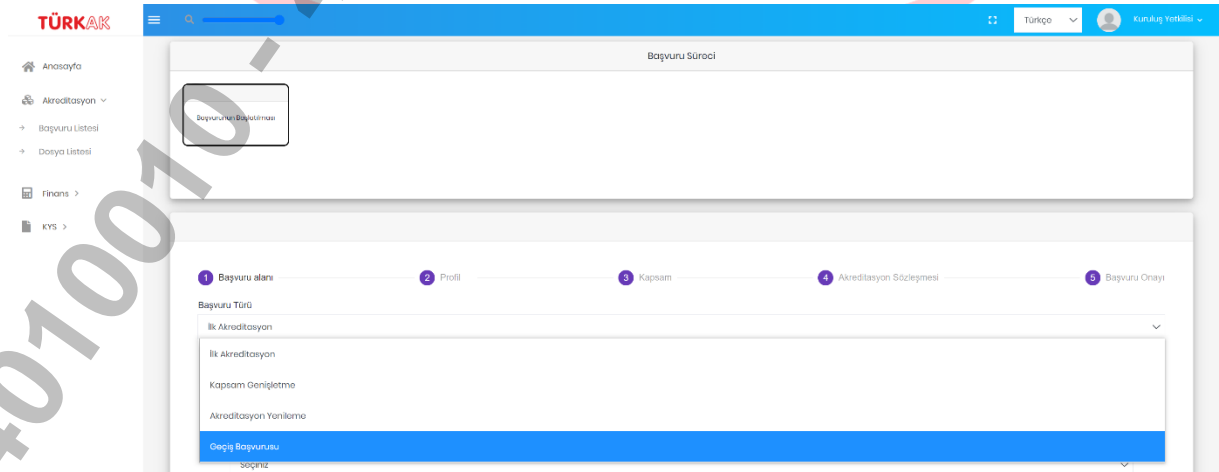 TÜRKAK
Türkçe
Kuruluş Yetkilisi
Anasayfa
Akreditasyon
Başvuru Listesi
Dosya Listesi
Finans
KYS
Başvuru Süreci
Başvurunun Başlatılması
1 Başvuru alanı
2 Profil
3 Kapsam
4 Akreditasyon Sözleşmesi
5 Başvuru Onayı
Başvuru Türü
İlk Akreditasyon
İlk Akreditasyon
Kapsam Genişletme
Akreditasyon Yenileme
Geçiş Başvurusu
Seçiniz